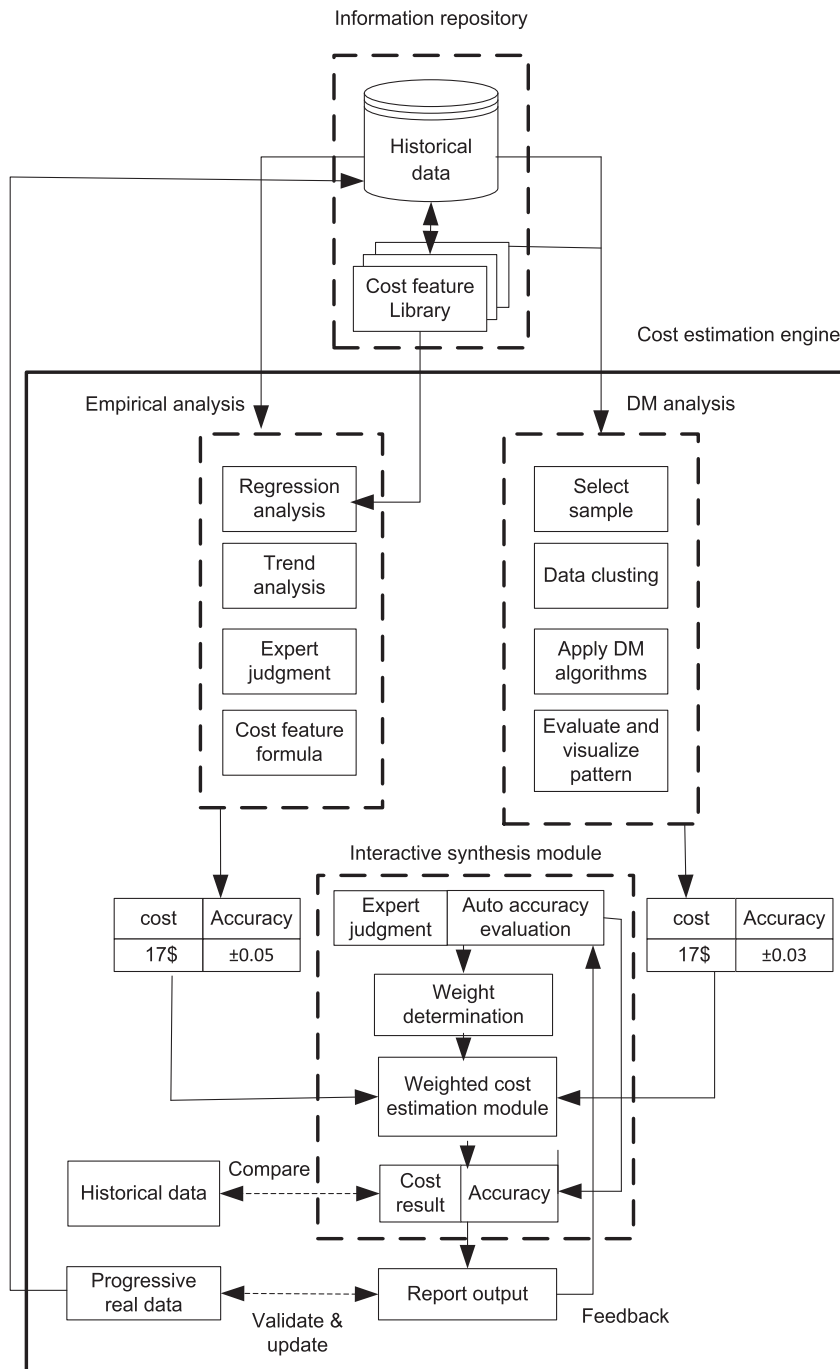 Information repository
Historical
data
Cost feature
Library
Cost estimation engine
Empirical analysis
DM analysis
Regression
analysis
Trend
analysis
Expert
judgment
Cost feature
formula
Select
sample
Data clusting
Apply DM
algorithms
Evaluate and
visualize
pattern
Interactive synthesis module
cost
Accuracy
17$
±0.05
Expert
judgment
Auto accuracy
evaluation
cost
Accuracy
17$
±0.03
Weight
determination
Weighted cost
estimation module
Historical data
Compare
Cost
result
Accuracy
Progressive
real data
Validate &
update
Report output
Feedback